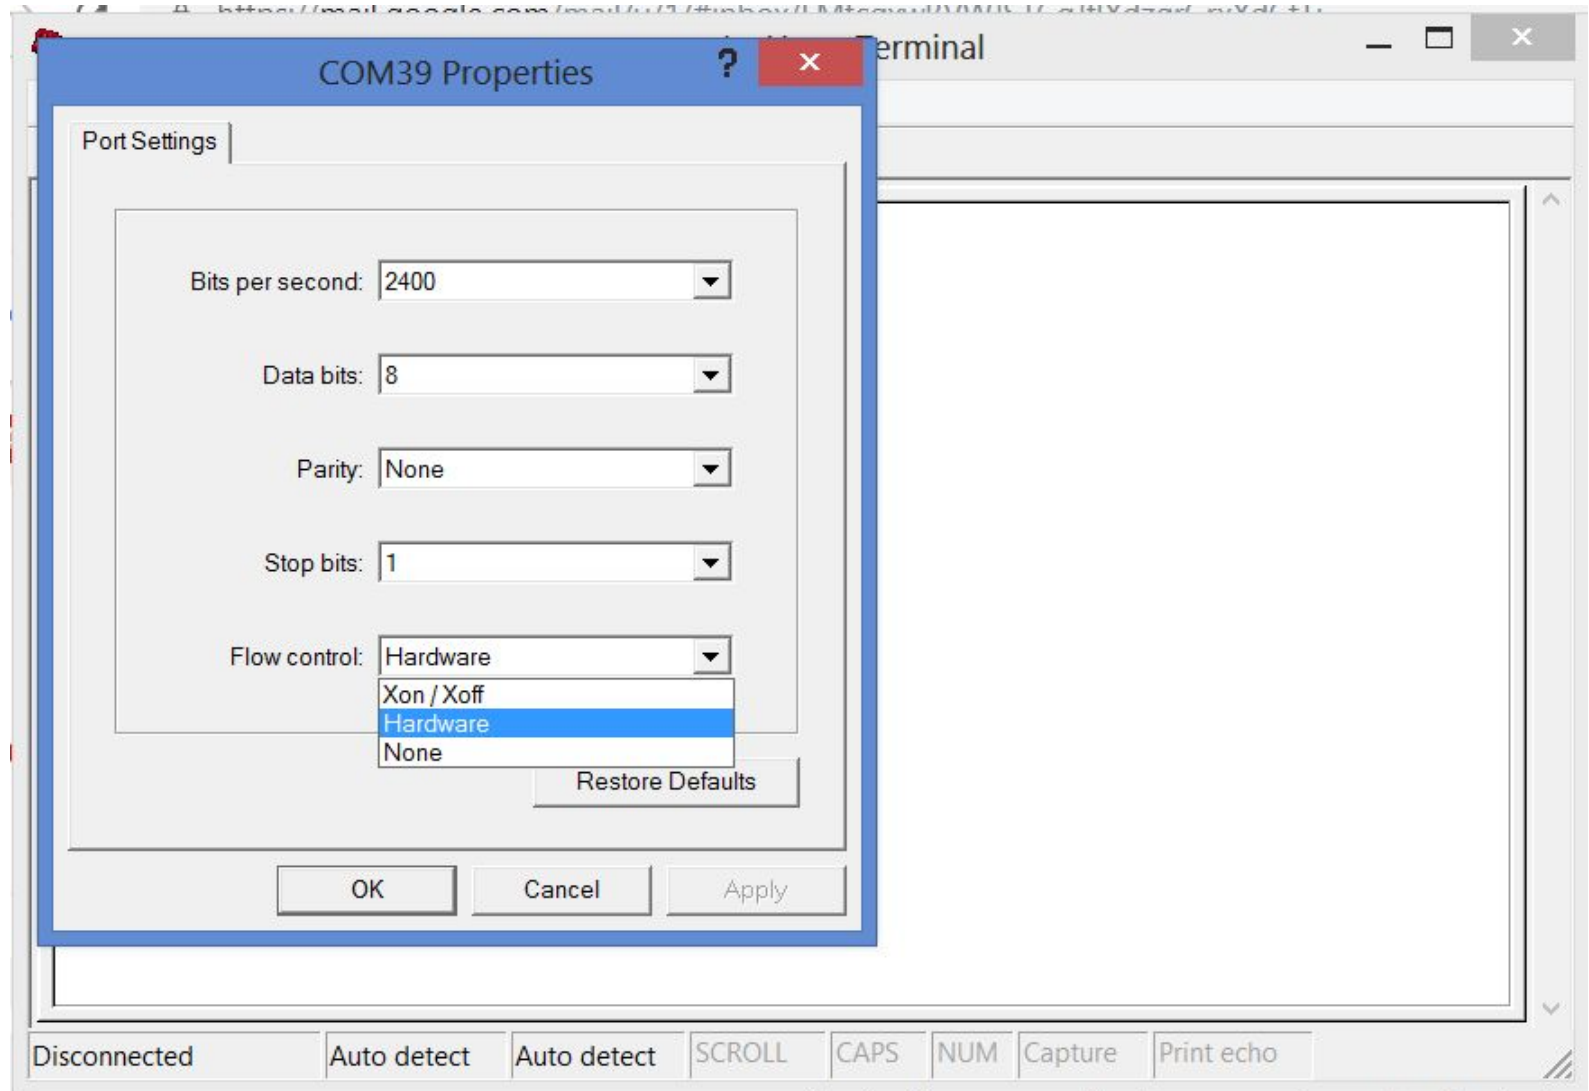 COM39 Properties
?
erminal
Port Settings
Bits per second: 2400
Data bits: 8
Parity: None
Stop bits: 1
Flow control: Hardware
Xon / Xoff
Hardware
None
Restore Defaults
OK Cancel Apply
Disconnected Auto detect Auto detect SCROLL CAPS NUM Capture Print echo